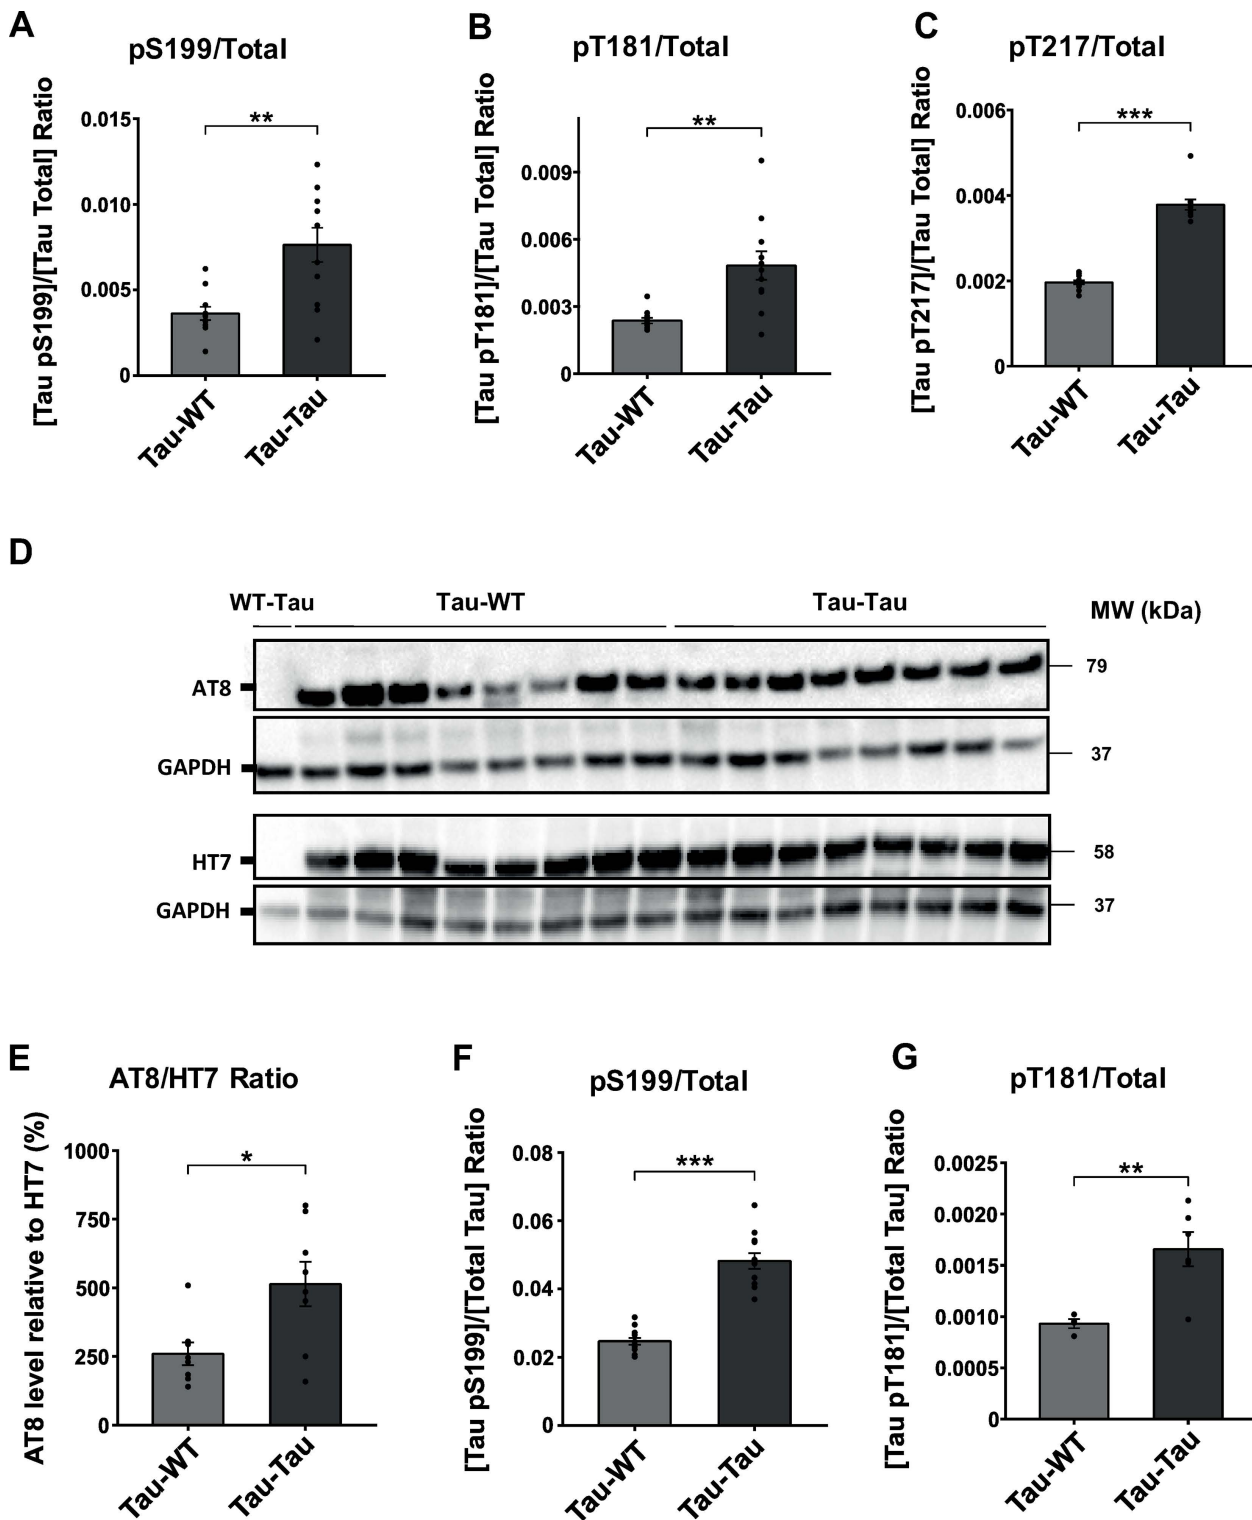 A
pS199/Total
[Tau pS199]/[Tau Total] Ratio
0.015
0.010
0.005
0
**
Tau-WT
Tau-Tau
B
pT181/Total
[Tau pT181]/[Tau Total] Ratio
0.009
0.006
0.003
0
**
Tau-WT
Tau-Tau
C
pT217/Total
[Tau pT217]/[Tau Total] Ratio
0.006
0.004
0.002
0
***
Tau-WT
Tau-Tau
D
WT-Tau Tau-WT Tau-Tau MW (kDa)
AT8 79
GAPDH 37
HT7 58
GAPDH 37
E
AT8/HT7 Ratio
AT8 level relative to HT7 (%)
1000
750
500
250
0
*
Tau-WT
Tau-Tau
F
pS199/Total
[Tau pS199]/[Total Tau] Ratio
0.08
0.06
0.04
0.02
0
***
Tau-WT
Tau-Tau
G
pT181/Total
[Tau pT181]/[Total Tau] Ratio
0.0025
0.0020
0.0015
0.0010
0.0005
0
**
Tau-WT
Tau-Tau